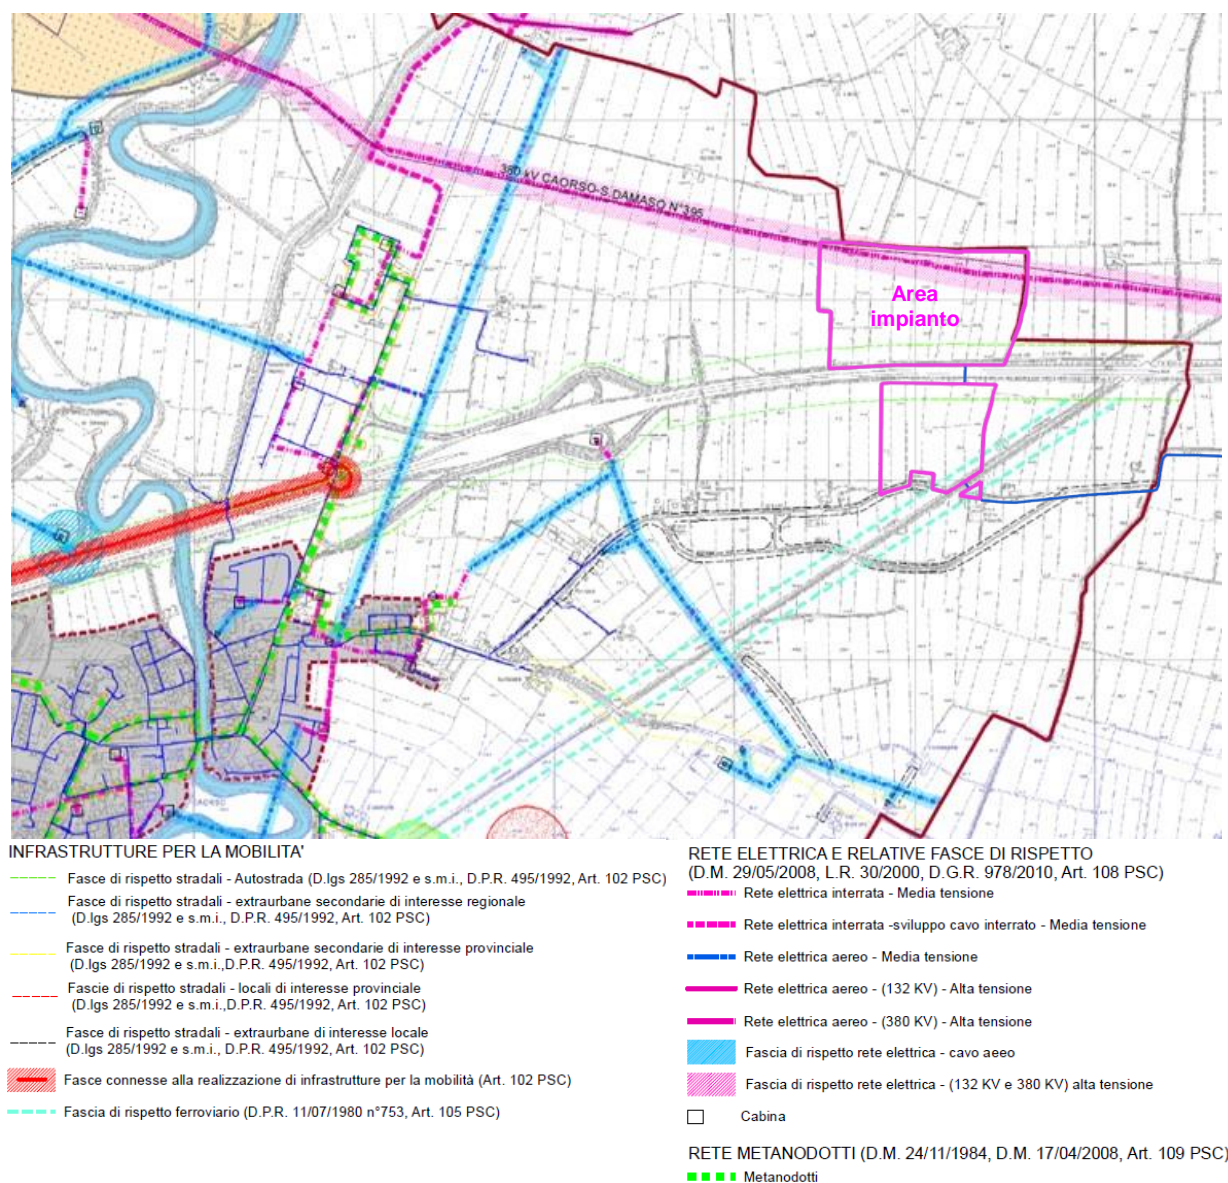 380 kV CAORSO-S.DAMASO N°395
Area
impianto
CAORSO
INFRASTRUTTURE PER LA MOBILITA'
Fasce di rispetto stradali - Autostrada (D.lgs 285/1992 e s.m.i., D.P.R. 495/1992, Art. 102 PSC)
Fasce di rispetto stradali - extraurbane secondarie di interesse regionale
(D.lgs 285/1992 e s.m.i., D.P.R. 495/1992, Art. 102 PSC)
Fasce di rispetto stradali - extraurbane secondarie di interesse provinciale
(D.lgs 285/1992 e s.m.i.,D.P.R. 495/1992, Art. 102 PSC)
Fascie di rispetto stradali - locali di interesse provinciale
(D.lgs 285/1992 e s.m.i.,D.P.R. 495/1992, Art. 102 PSC)
Fasce di rispetto stradali - extraurbane di interesse locale
(D.lgs 285/1992 e s.m.i., D.P.R. 495/1992, Art. 102 PSC)
Fasce connesse alla realizzazione di infrastrutture per la mobilità (Art. 102 PSC)
Fascia di rispetto ferroviario (D.P.R. 11/07/1980 n°753, Art. 105 PSC)
RETE ELETTRICA E RELATIVE FASCE DI RISPETTO
(D.M. 29/05/2008, L.R. 30/2000, D.G.R. 978/2010, Art. 108 PSC)
Rete elettrica interrata - Media tensione
Rete elettrica interrata -sviluppo cavo interrato - Media tensione
Rete elettrica aereo - Media tensione
Rete elettrica aereo - (132 KV) - Alta tensione
Rete elettrica aereo - (380 KV) - Alta tensione
Fascia di rispetto rete elettrica - cavo aeeo
Fascia di rispetto rete elettrica - (132 KV e 380 KV) alta tensione
Cabina
RETE METANODOTTI (D.M. 24/11/1984, D.M. 17/04/2008, Art. 109 PSC)
Metanodotti